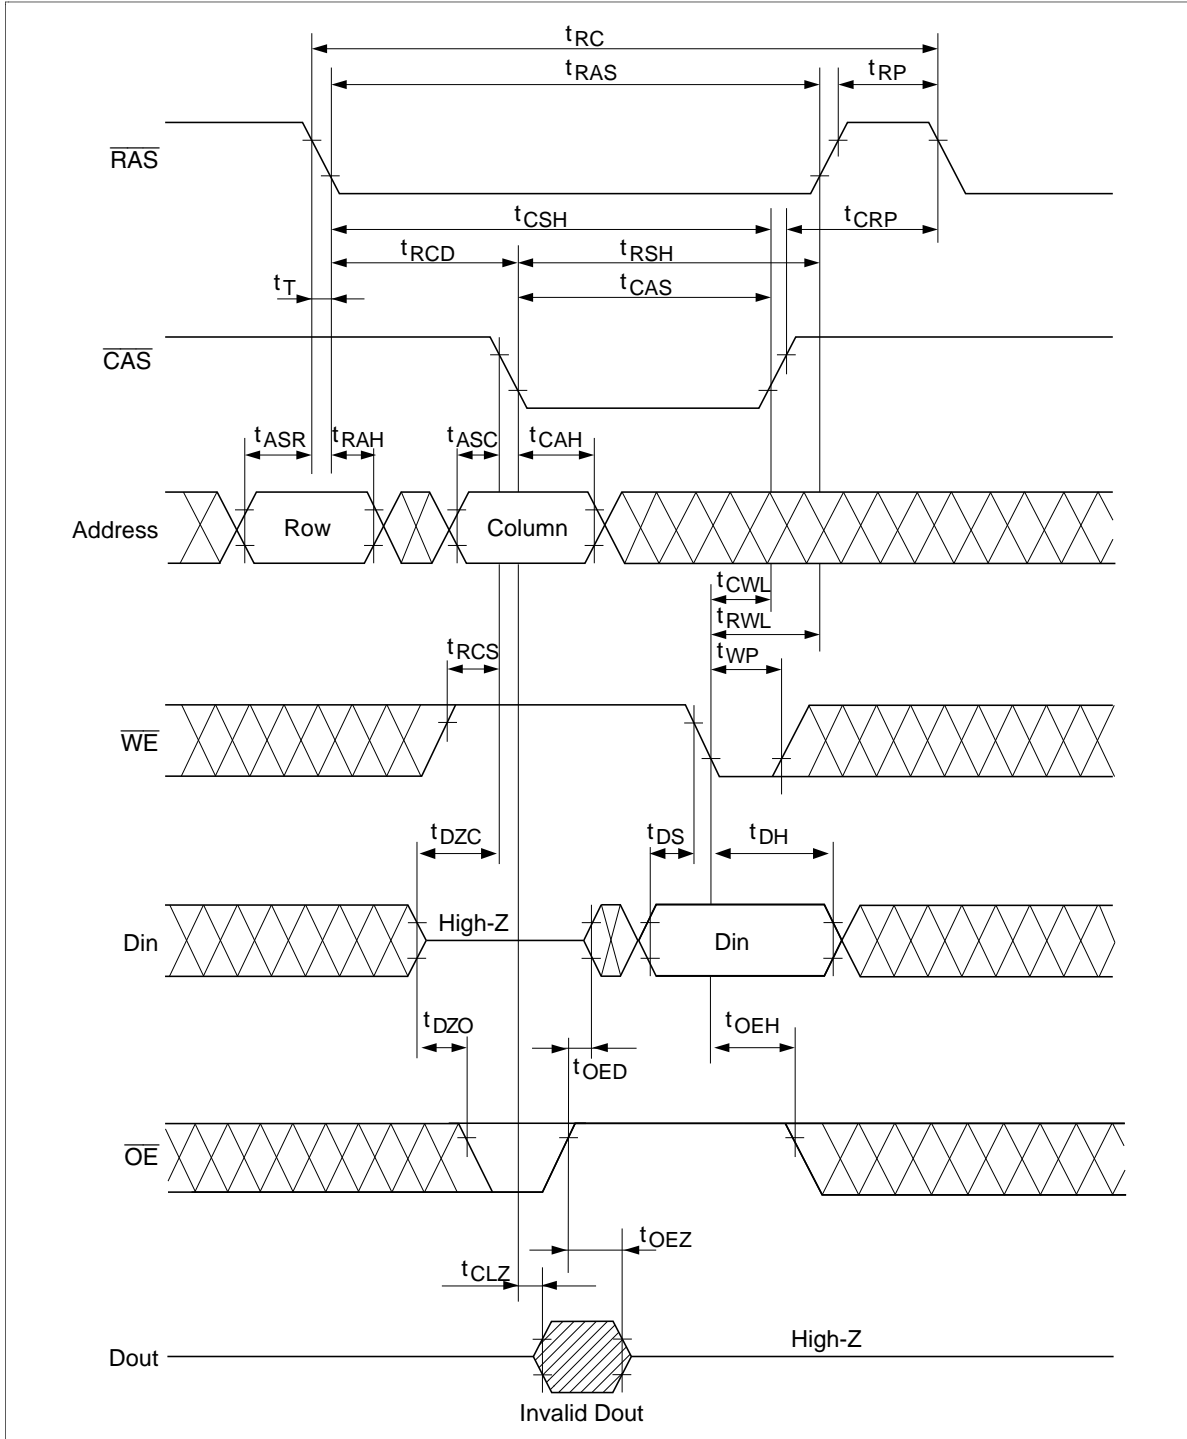 tRC
tRAS tRP
RAS
tCSH tCRP
tRCD tRSH
tT tCAS
CAS
tASR tRAH tASC tCAH
Address Row Column
tCWL
tRWL
tRCS tWP
WE
tDZC tDS tDH
High-Z
Din Din
tDZO tOEH
tOED
OE
tOEZ
tCLZ
High-Z
Dout
Invalid Dout